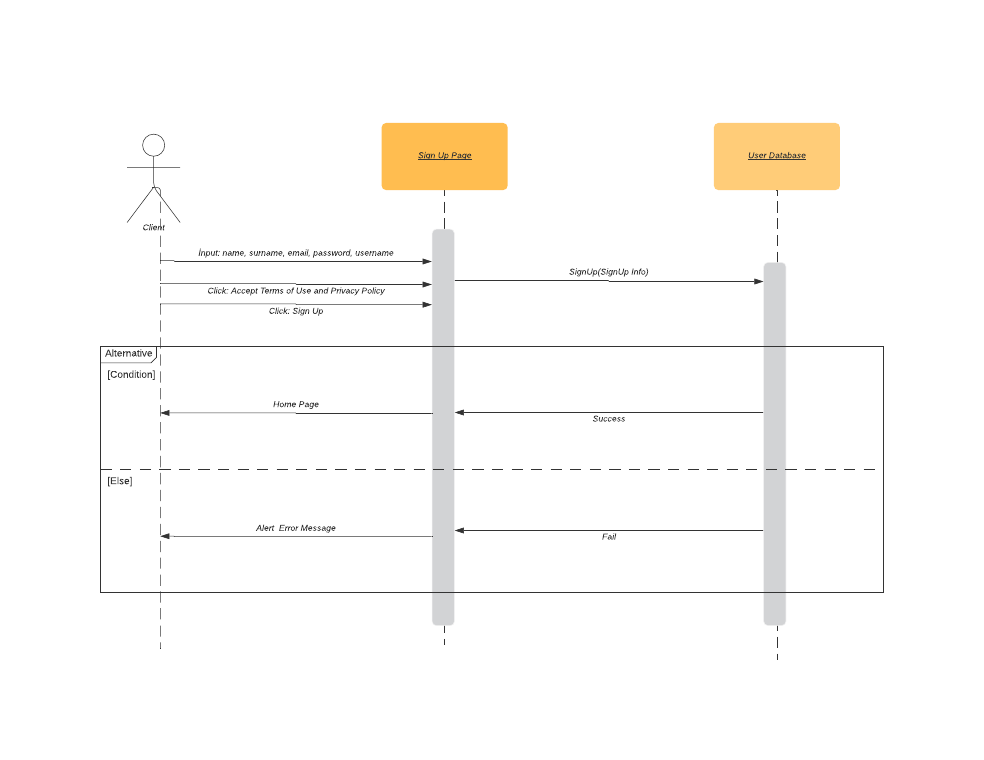 Sign Up Page
User Database
Client
İnput: name, surname, email, password, username
SignUp(SignUp Info)
Click: Accept Terms of Use and Privacy Policy
Click: Sign Up
Alternative
[Condition]
Home Page
Success
[Else]
Alert  Error Message
Fail